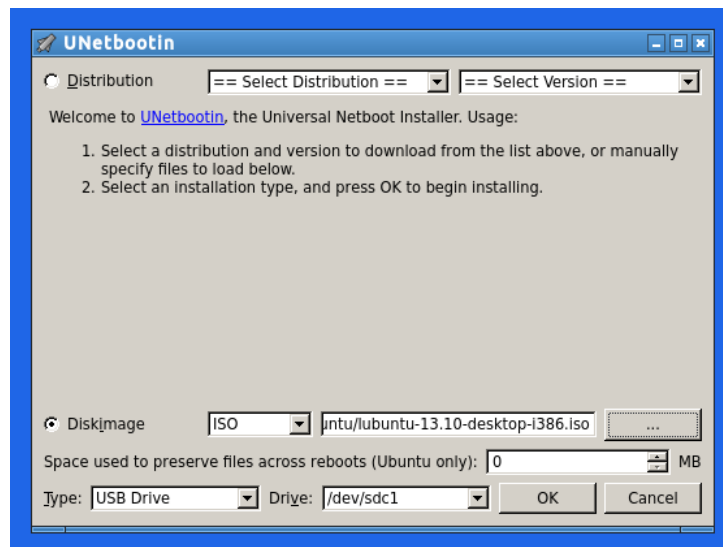 UNetbootin
Distribution == Select Distribution == == Select Version ==
Welcome to UNetbootin, the Universal Netboot Installer. Usage:
1. Select a distribution and version to download from the list above, or manually
specify files to load below.
2. Select an installation type, and press OK to begin installing.
Diskimage ISO untu/lubuntu-13.10-desktop-i386.iso ...
Space used to preserve files across reboots (Ubuntu only): 0 MB
Type: USB Drive Drive: /dev/sdc1 OK Cancel